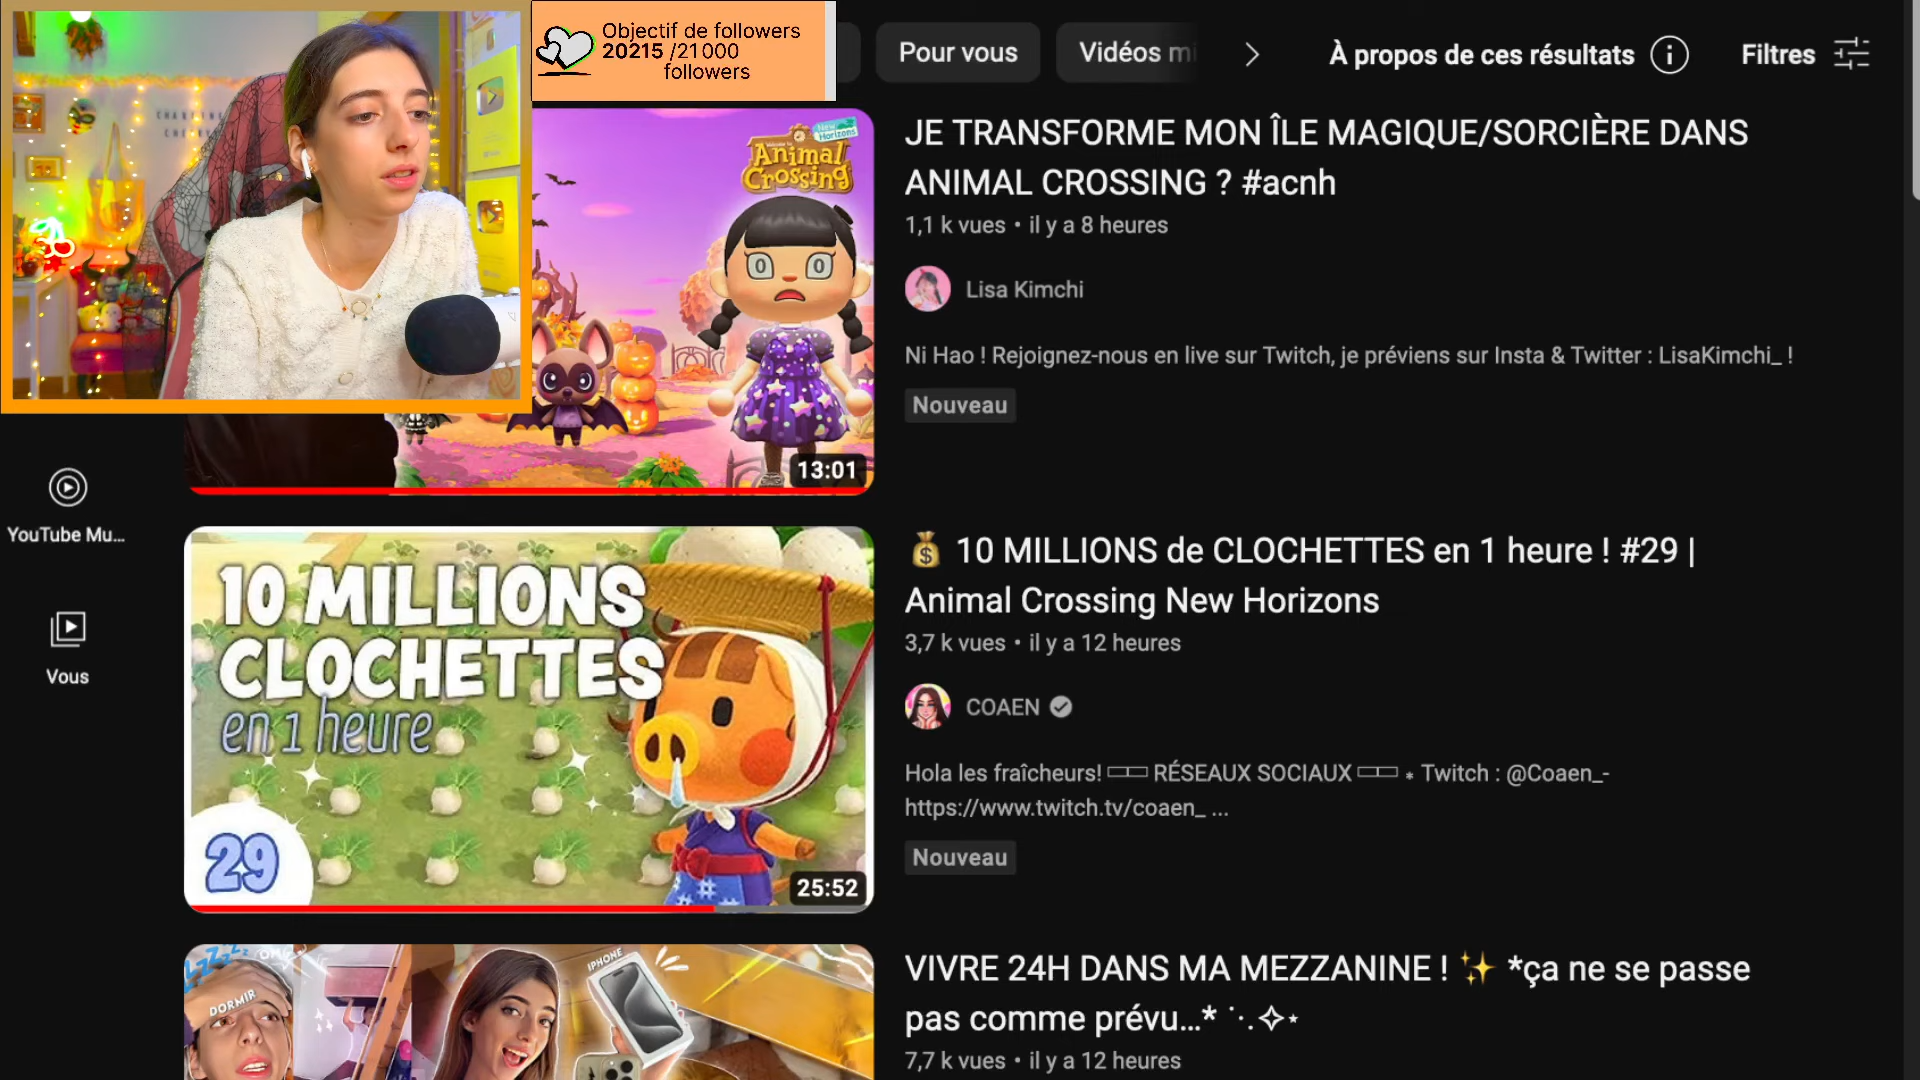 Objectif de followers
20215 /21000
followers
Pour vous
Vidéos mi
À propos de ces résultats
Filtres
New Horizons
Animal
Crossing
13:01
JE TRANSFORME MON ÎLE MAGIQUE/SORCIÈRE DANS
ANIMAL CROSSING ? #acnh
1,1 k vues • il y a 8 heures
Lisa Kimchi
Ni Hao ! Rejoignez-nous en live sur Twitch, je préviens sur Insta & Twitter : LisaKimchi_ !
Nouveau
YouTube Mu...
Vous
10 MILLIONS
CLOCHETTES
en 1 heure
29
25:52
💰 10 MILLIONS de CLOCHETTES en 1 heure ! #29 |
Animal Crossing New Horizons
3,7 k vues • il y a 12 heures
COAEN
Hola les fraîcheurs! ▭▭ RÉSEAUX SOCIAUX ▭▭ ⁎ Twitch : @Coaen_-
https://www.twitch.tv/coaen_ ...
Nouveau
DORMIR
IPHONE
VIVRE 24H DANS MA MEZZANINE ! ✨ *ça ne se passe
pas comme prévu...* ⋱.✧⋆
7,7 k vues • il y a 12 heures